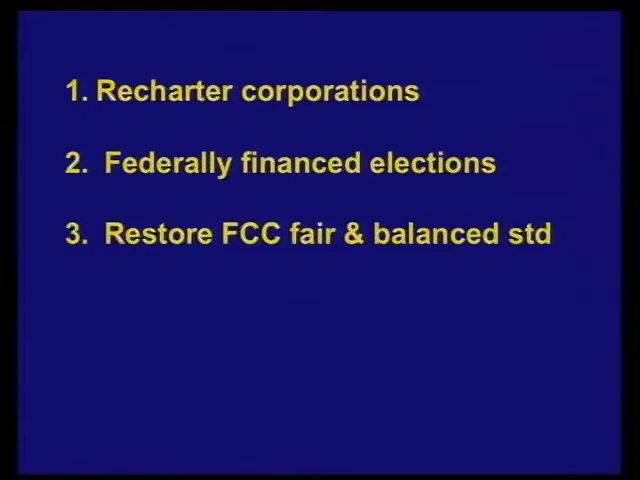 1. Recharter corporations
2. Federally financed elections
3. Restore FCC fair & balanced std